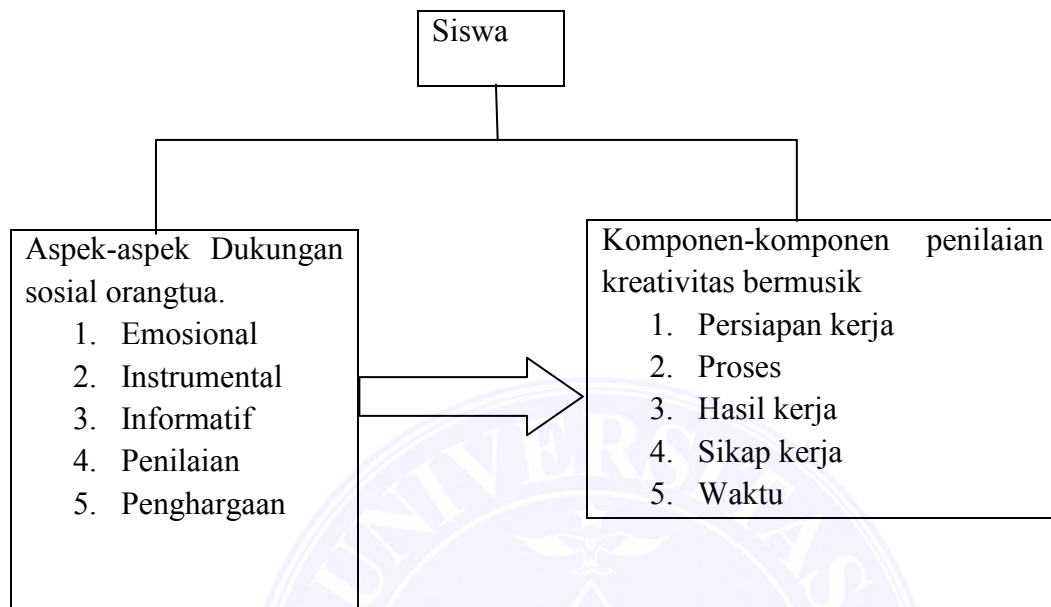 Siswa
Aspek-aspek Dukungan
sosial orangtua.
1. Emosional
2. Instrumental
3. Informatif
4. Penilaian
5. Penghargaan
Komponen-komponen penilaian
kreativitas bermusik
1. Persiapan kerja
2. Proses
3. Hasil kerja
4. Sikap kerja
5. Waktu
UNIVERSITAS